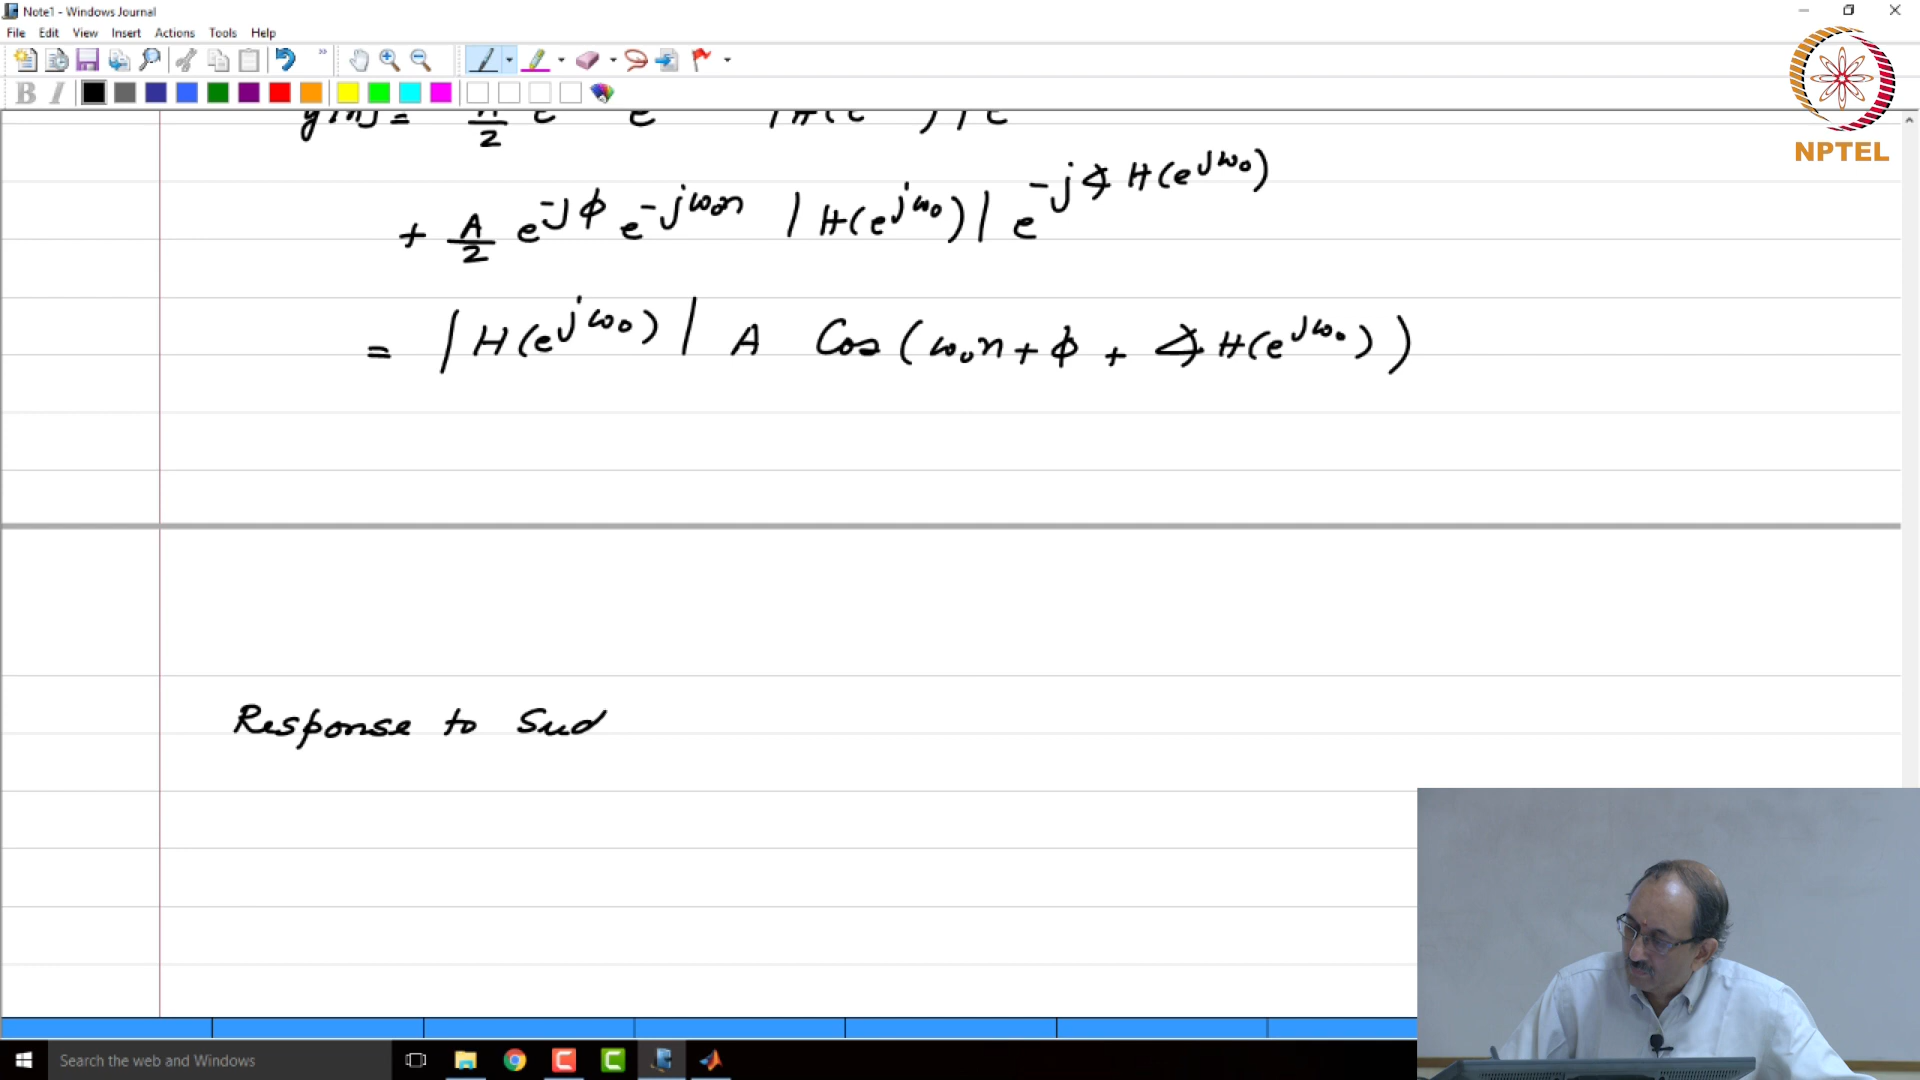 Note1 - Windows Journal
File Edit View Insert Actions Tools Help
B I
NPTEL
y[n] =
+ A/2 e^{-jϕ} e^{-jω₀n} |H(e^{jω₀})| e^{-j∢H(e^{jω₀})}
= |H(e^{jω₀})| A Cos(ω₀n + ϕ + ∢H(e^{jω₀}))
Response to Sud
Search the web and Windows